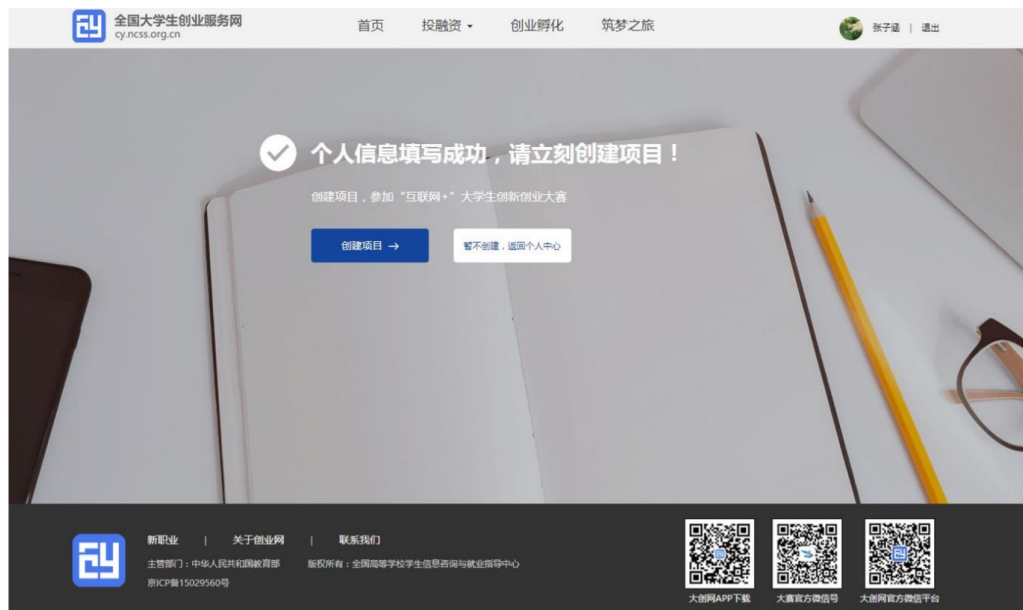 全国大学生创业服务网
cy.ncss.org.cn
首页 投融资 创业孵化 筑梦之旅
张子涵 | 退出
个人信息填写成功，请立刻创建项目！
创建项目，参加“互联网+”大学生创新创业大赛
创建项目 →
暂不创建，返回个人中心
新职业 | 关于创业网 | 联系我们
主管部门：中华人民共和国教育部 版权所有：全国高等学校学生信息咨询与就业指导中心
京ICP备15029560号
大创网APP下载 大赛官方微信号 大创网官方微信平台